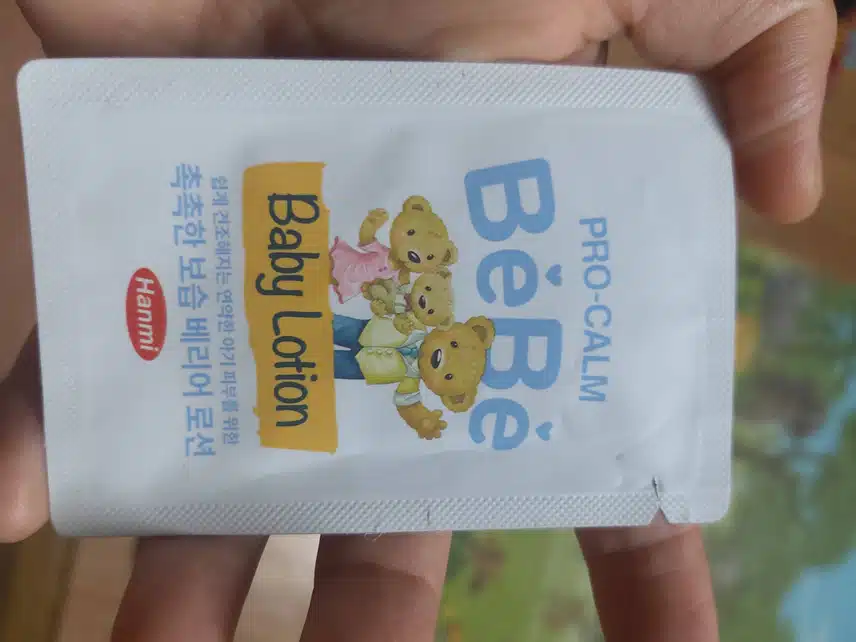 PRO-CALM
BéBé
Baby Lotion
쉽게 건조해지는 연약한 아기 피부를 위한
촉촉한 보습 베리어 로션
Hanmi